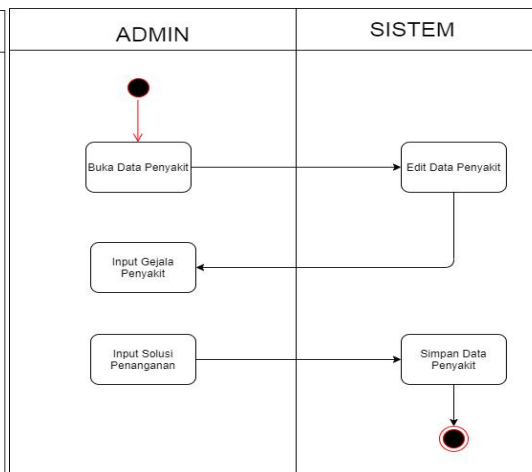 ADMIN
SISTEM
Buka Data Penyakit
Edit Data Penyakit
Input Gejala
Penyakit
Input Solusi
Penanganan
Simpan Data
Penyakit